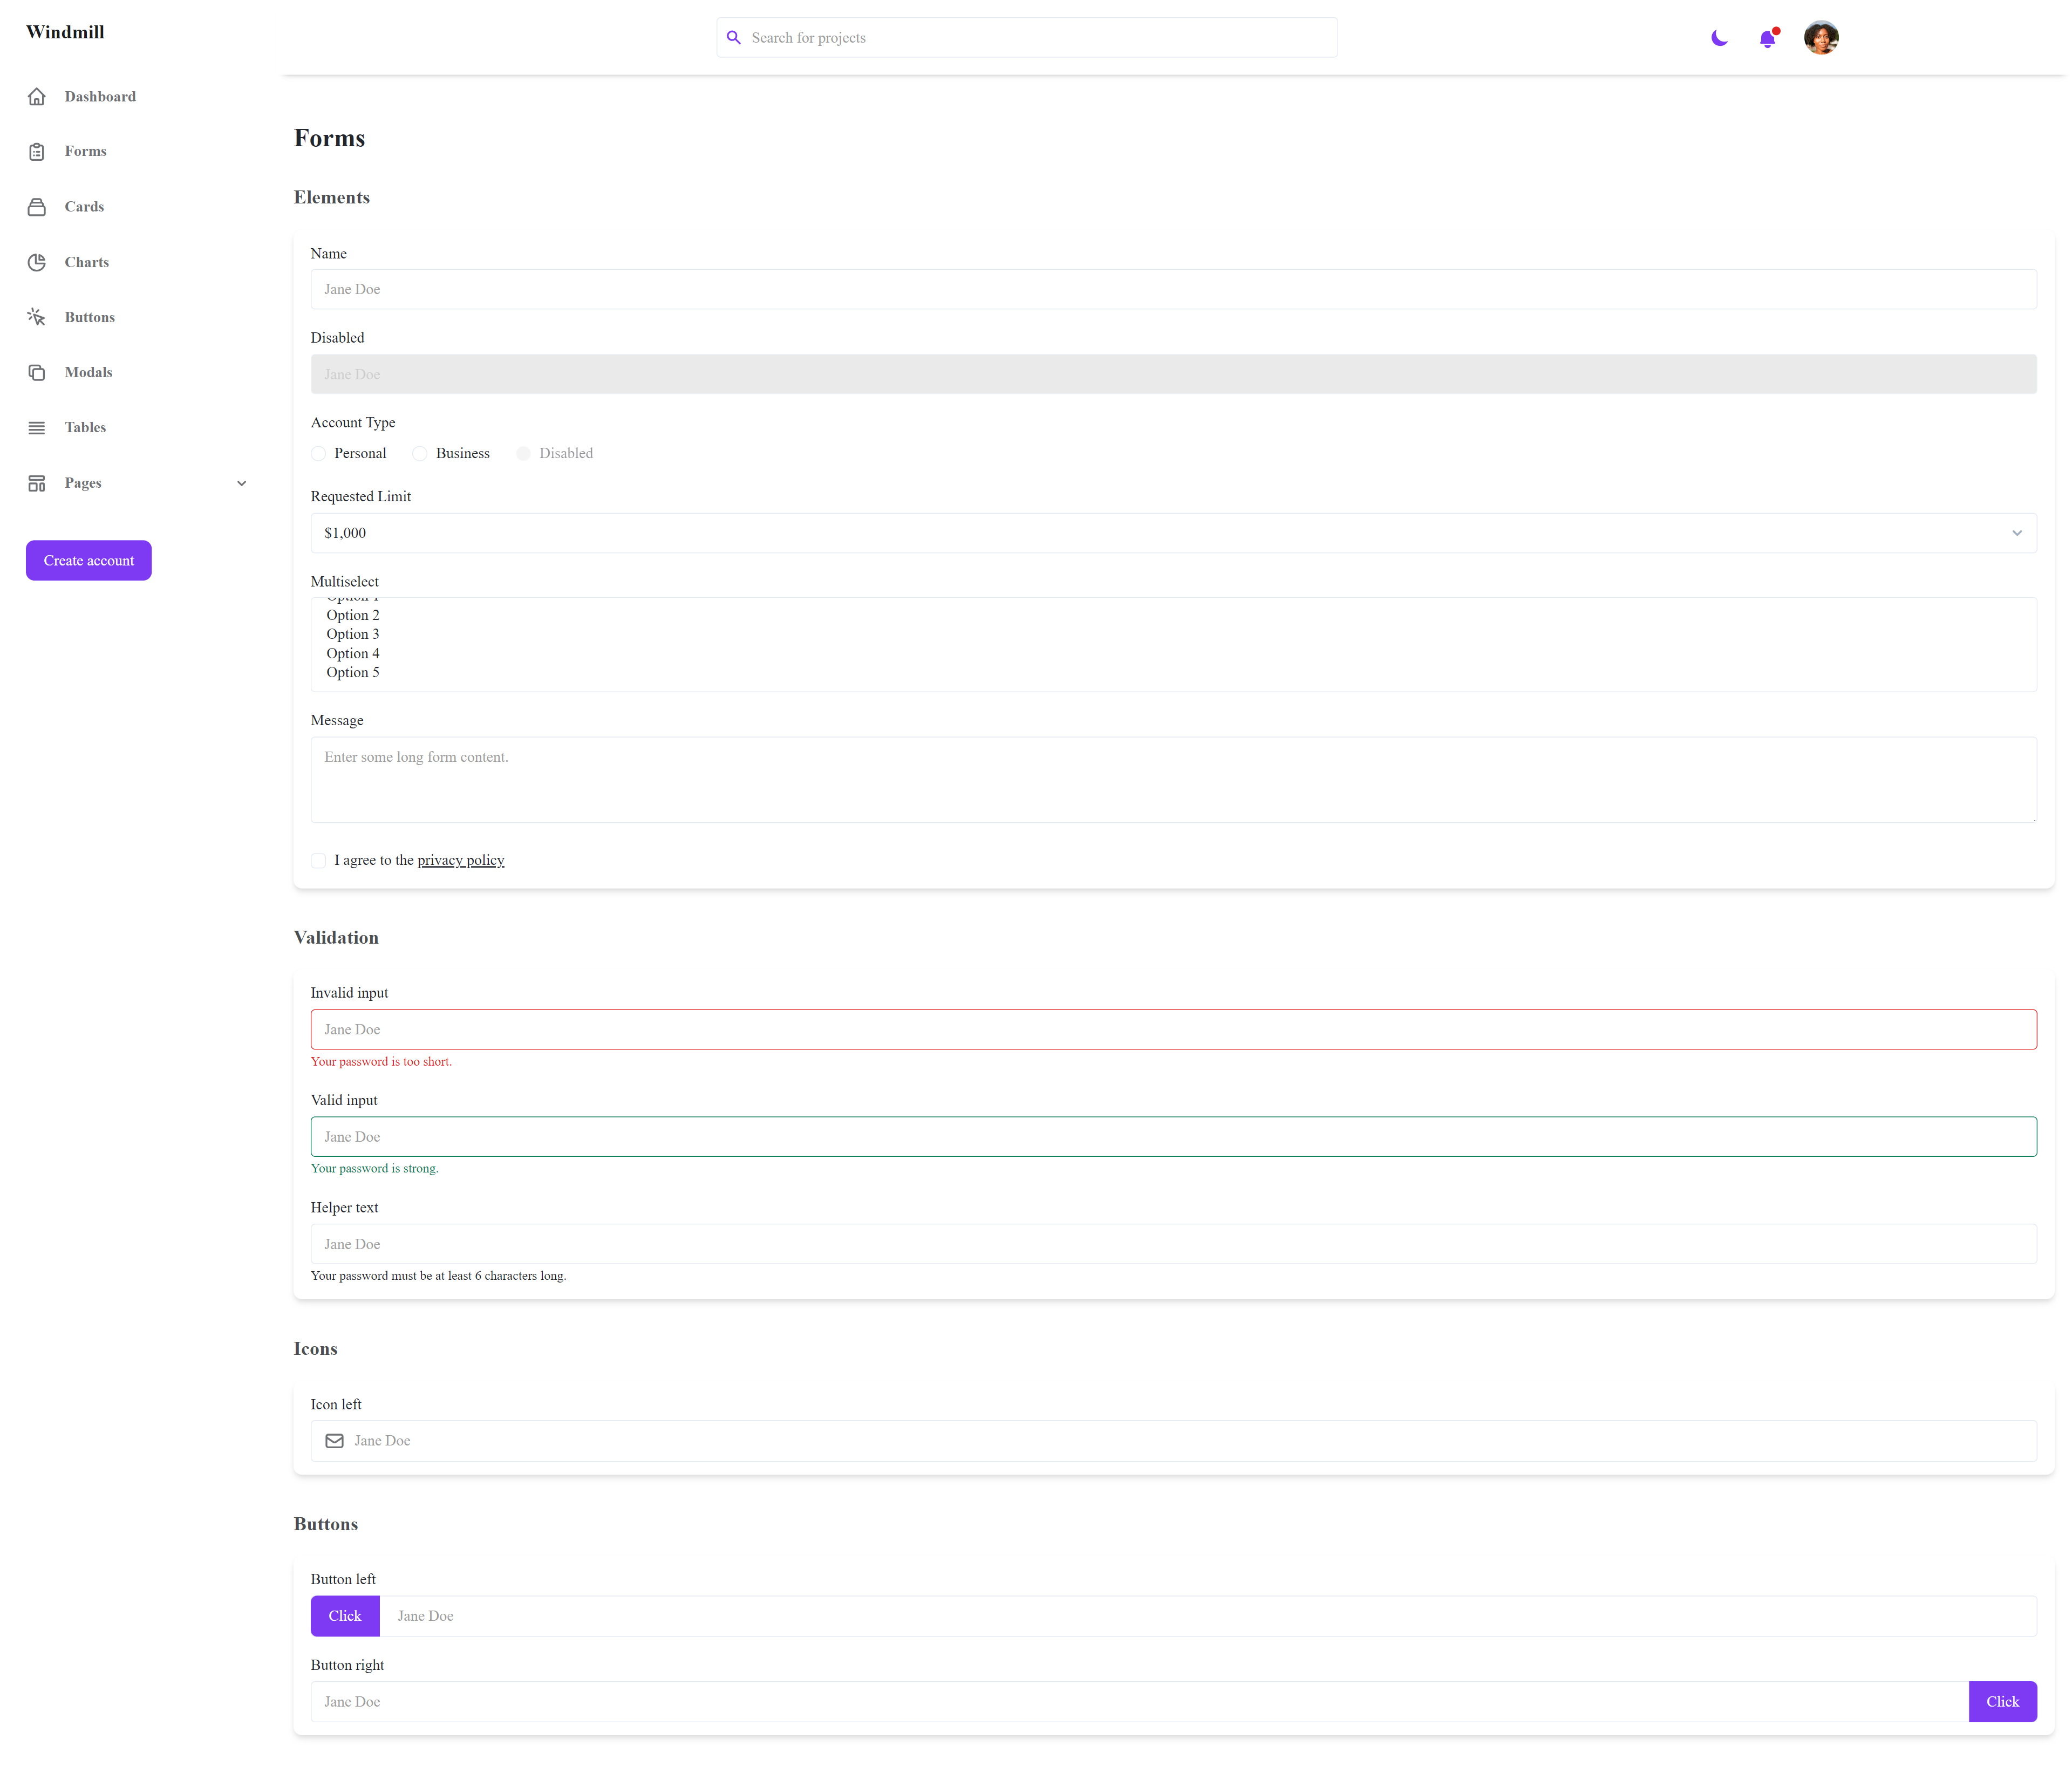 Windmill
Search for projects
Dashboard
Forms
Cards
Charts
Buttons
Modals
Tables
Pages
Create account
Forms
Elements
Name
Jane Doe
Disabled
Jane Doe
Account Type
Personal Business Disabled
Requested Limit
$1,000
Multiselect
Option 1
Option 2
Option 3
Option 4
Option 5
Message
Enter some long form content.
I agree to the privacy policy
Validation
Invalid input
Jane Doe
Your password is too short.
Valid input
Jane Doe
Your password is strong.
Helper text
Jane Doe
Your password must be at least 6 characters long.
Icons
Icon left
Jane Doe
Buttons
Button left
Click Jane Doe
Button right
Jane Doe Click